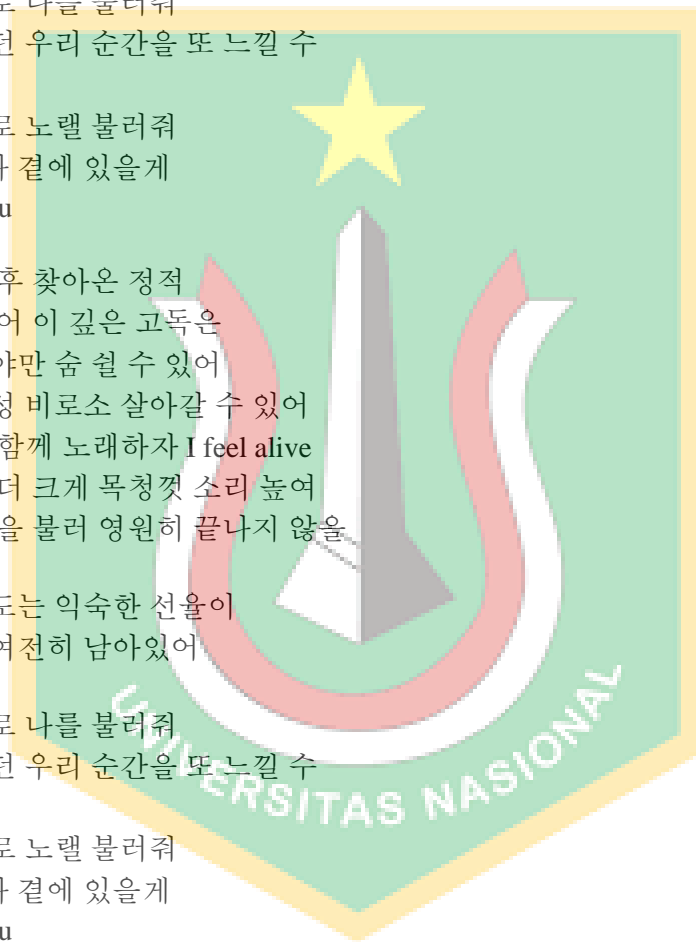 나를 불러줘
던 우리 순간을 또 느낄 수
로 노랠 불러줘
곁에 있을게
u
후 찾아온 정적
어 이 깊은 고독은
야만 숨 쉴 수 있어
비로소 살아갈 수 있어
함께 노래하자 I feel alive
더 크게 목청껏 소리 높여
을 불러 영원히 끝나지 않을
도는 익숙한 선율이
여전히 남아있어
로 나를 불러줘
던 우리 순간을 또 느낄 수
로 노랠 불러줘
곁에 있을게
u
UNIVERSITAS NASIONAL